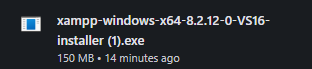 xampp-windows-x64-8.2.12-0-VS16-
installer (1).exe
150 MB • 14 minutes ago